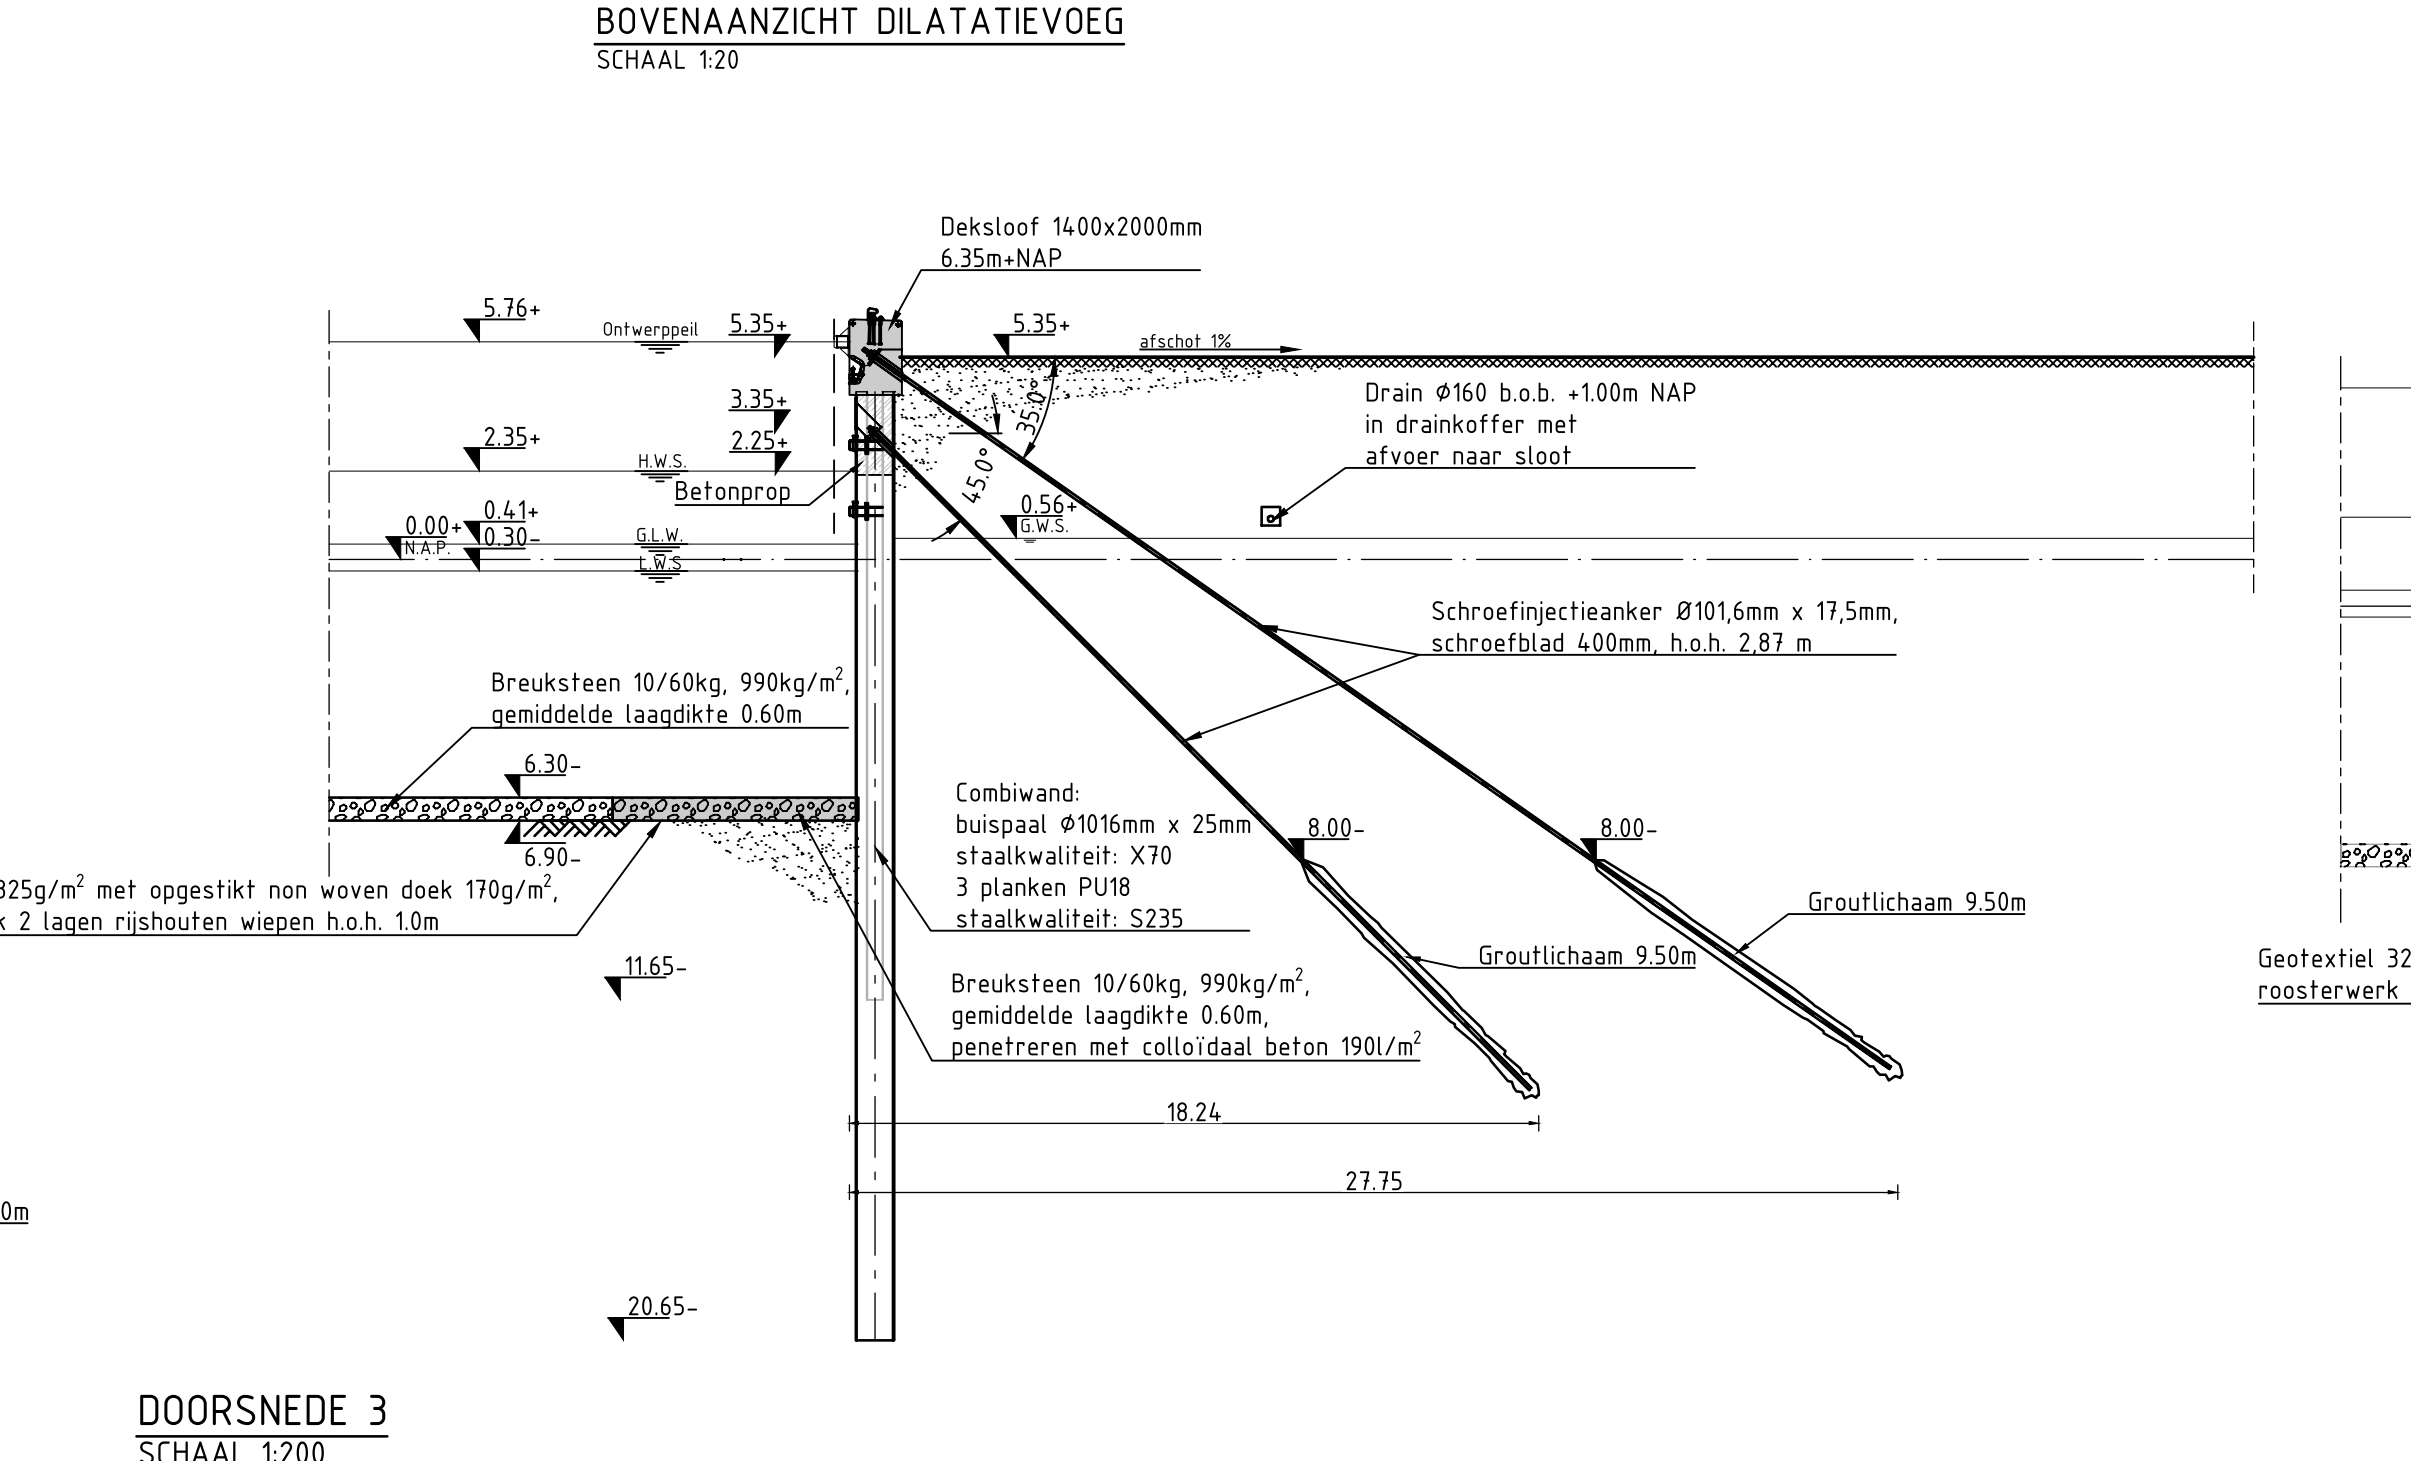 BOVENAANZICHT DILATATIEVOEG
SCHAAL 1:20
Deksloof 1400x2000mm
6.35m+NAP
5.76+
Ontwerppeil
5.35+
5.35+
afschot 1%
3.35+
35.0°
Drain Ø160 b.o.b. +1.00m NAP
in drainkoffer met
afvoer naar sloot
2.35+
H.W.S.
2.25+
45.0°
Betonprop
0.56+
G.W.S.
0.41+
0.00+
N.A.P.
0.30-
G.L.W.
L.W.S
Schroefinjectieanker Ø101,6mm x 17,5mm,
schroefblad 400mm, h.o.h. 2,87 m
Breuksteen 10/60kg, 990kg/m²,
gemiddelde laagdikte 0.60m
6.30-
6.90-
Combiwand:
buispaal Ø1016mm x 25mm
staalkwaliteit: X70
3 planken PU18
staalkwaliteit: S235
8.00-
8.00-
325g/m² met opgestikt non woven doek 170g/m²,
k 2 lagen rijshouten wiepen h.o.h. 1.0m
Groutlichaam 9.50m
Groutlichaam 9.50m
11.65-
Breuksteen 10/60kg, 990kg/m²,
gemiddelde laagdikte 0.60m,
penetreren met colloïdaal beton 190l/m²
Geotextiel 32
roosterwerk
18.24
27.75
0m
20.65-
DOORSNEDE 3
SCHAAL 1:200